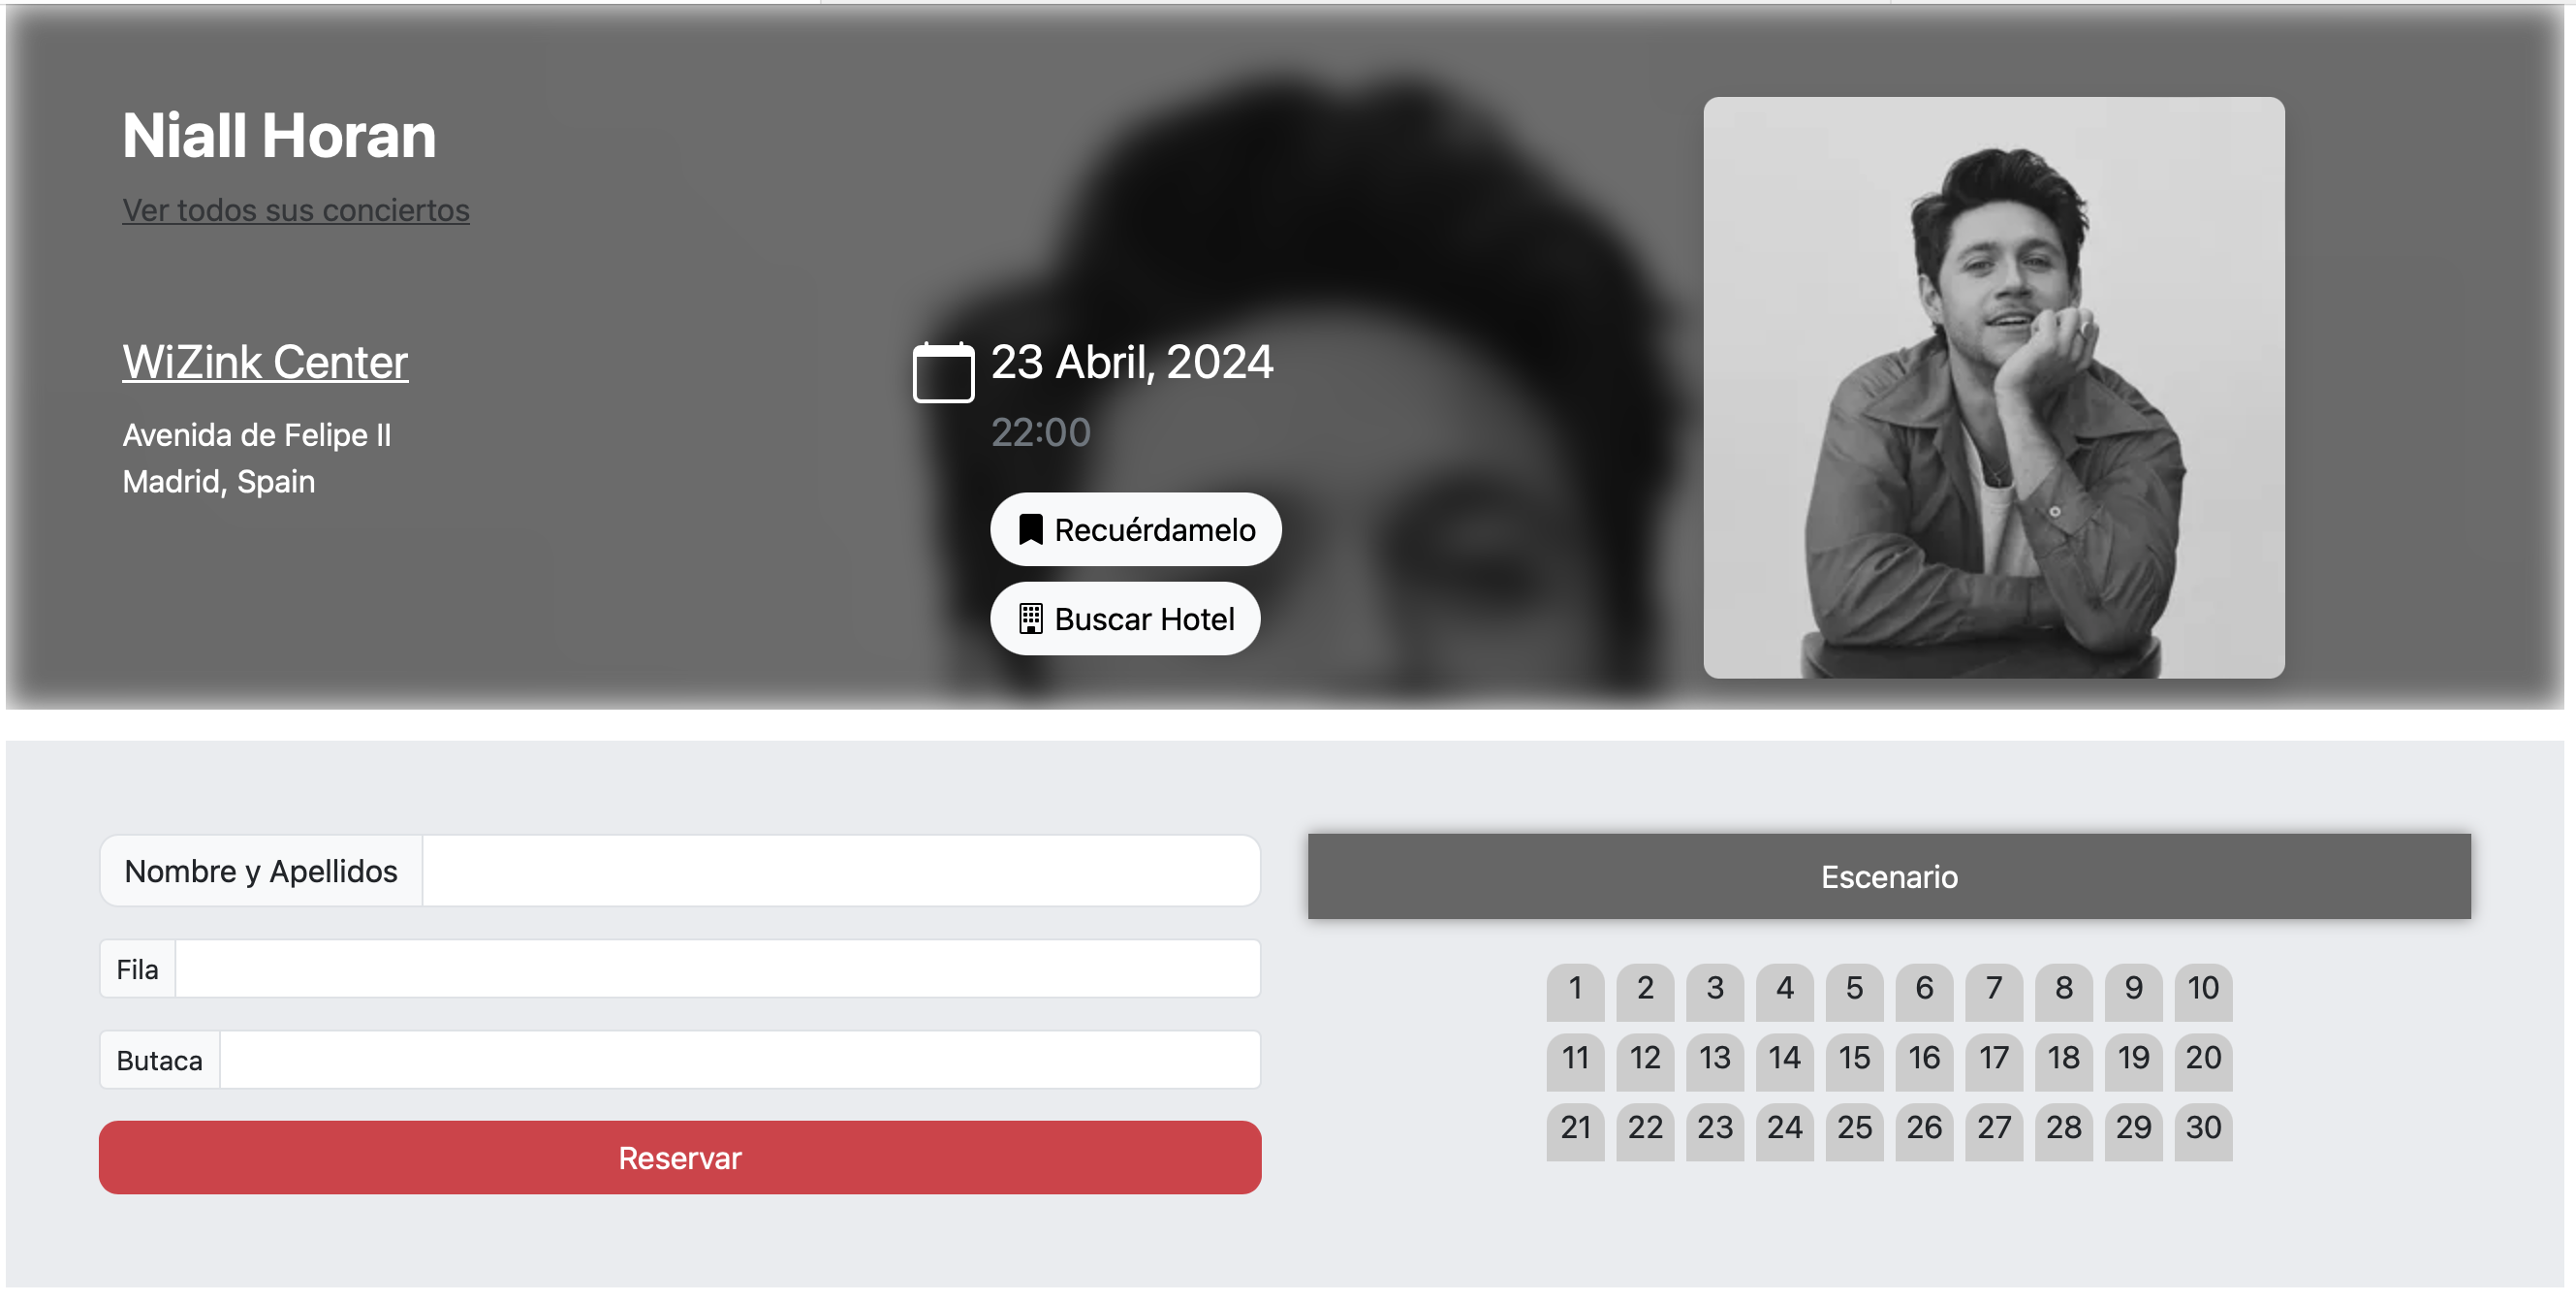 Niall Horan
Ver todos sus conciertos
WiZink Center
Avenida de Felipe II
Madrid, Spain
23 Abril, 2024
22:00
Recuérdamelo
Buscar Hotel
Nombre y Apellidos
Fila
Butaca
Reservar
Escenario
1 2 3 4 5 6 7 8 9 10
11 12 13 14 15 16 17 18 19 20
21 22 23 24 25 26 27 28 29 30